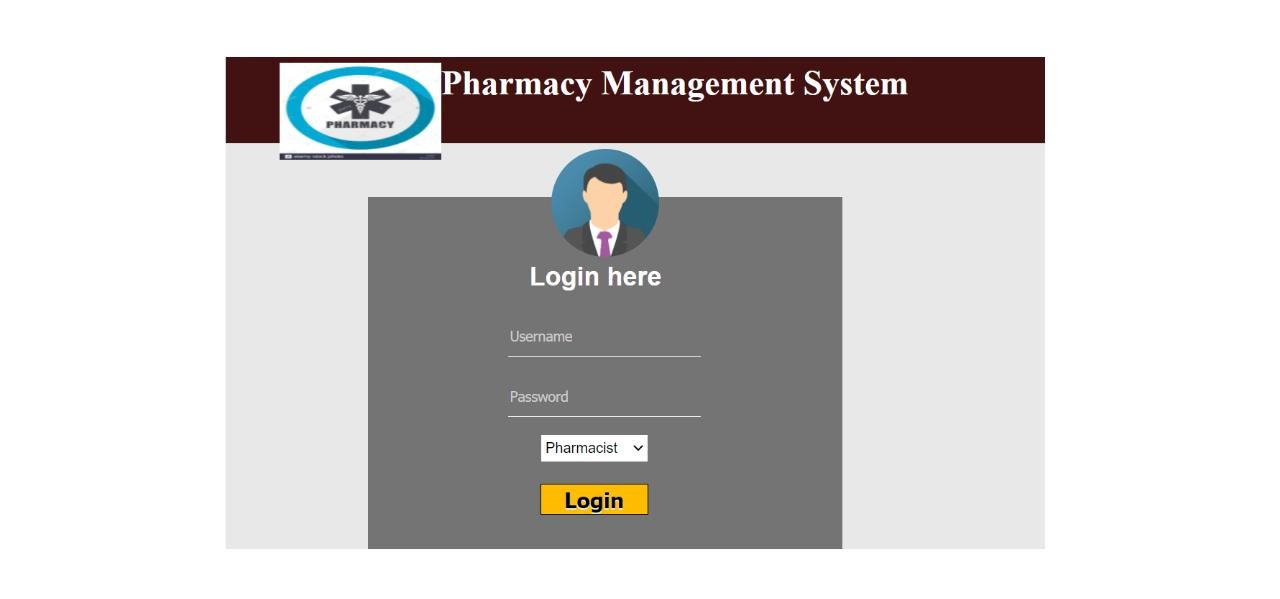 Pharmacy Management System
PHARMACY
Login here
Username
Password
Pharmacist
Login